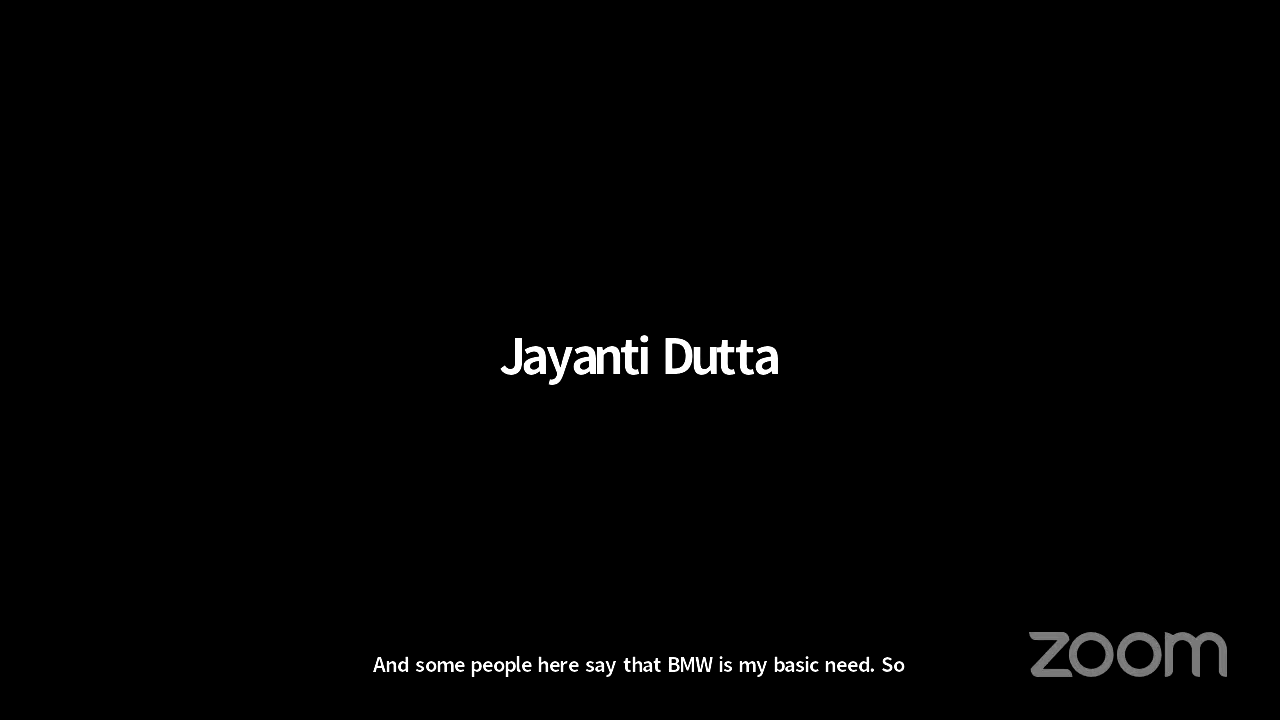 Jayanti Dutta
And some people here say that BMW is my basic need. So
zoom